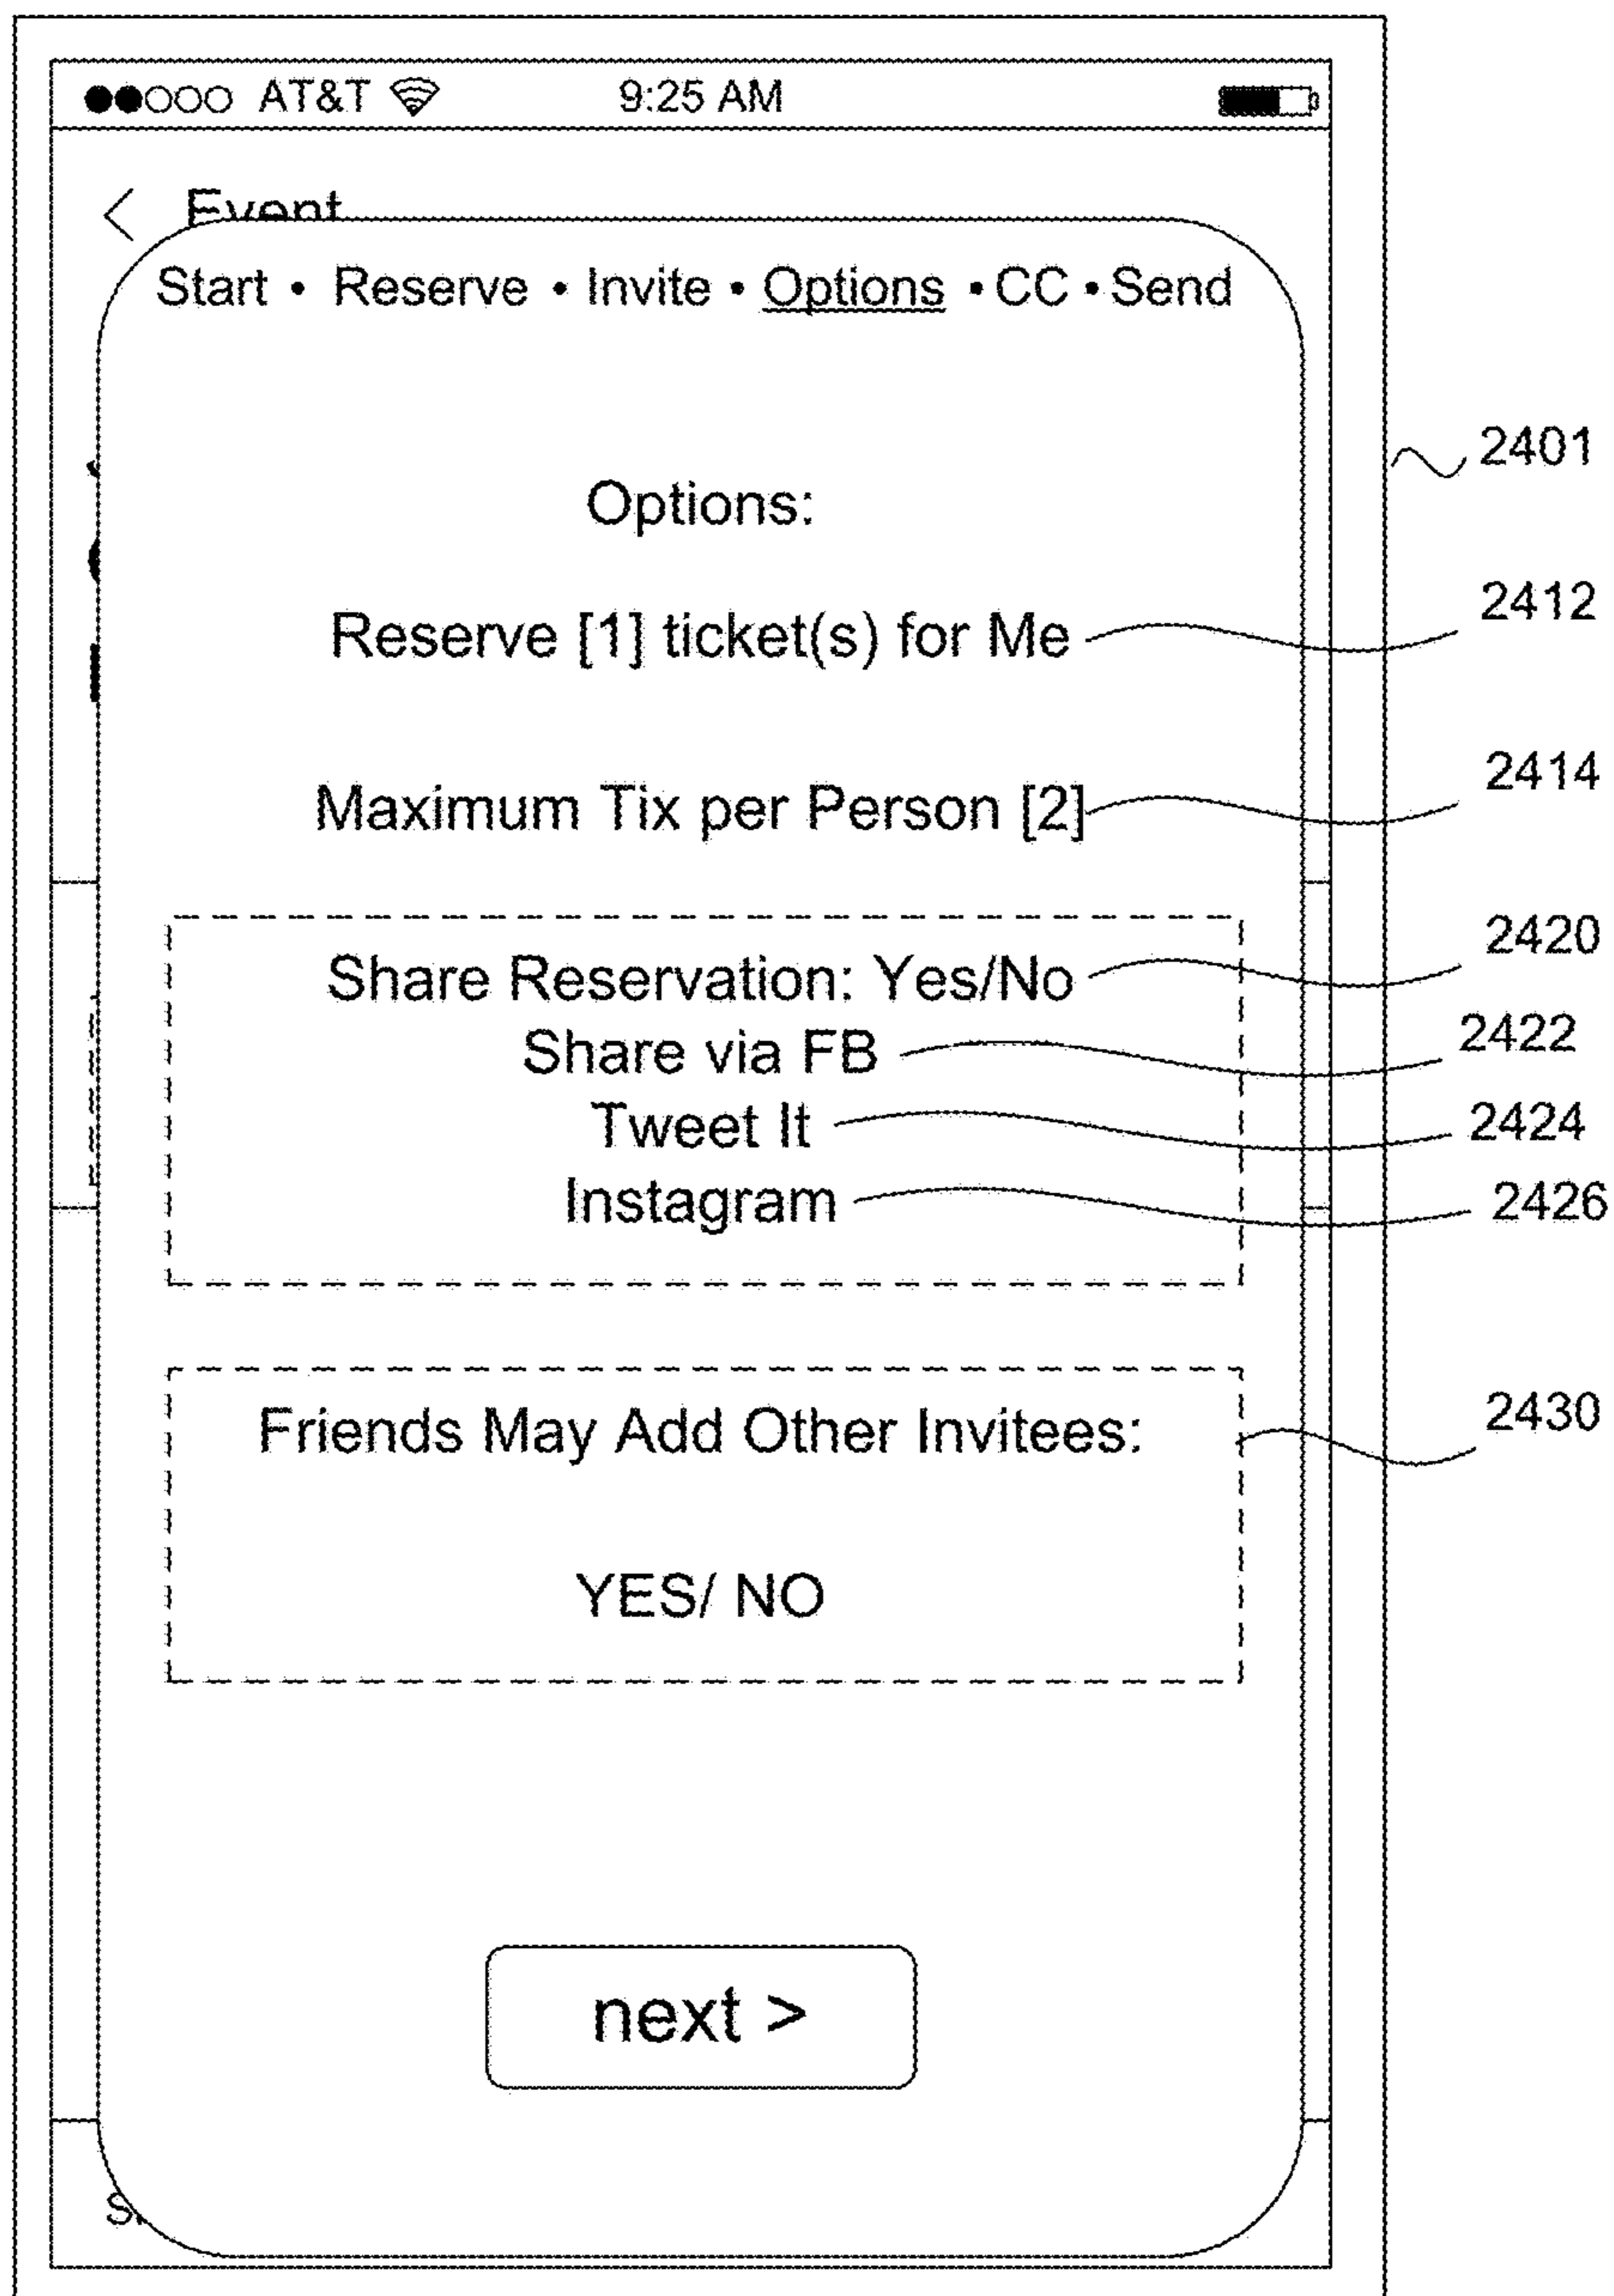 AT&T 9:25 AM
< Event
Start • Reserve • Invite • Options • CC • Send
2401
Options:
Reserve [1] ticket(s) for Me 2412
Maximum Tix per Person [2] 2414
Share Reservation: Yes/No 2420
Share via FB 2422
Tweet It 2424
Instagram 2426
Friends May Add Other Invitees: 2430
YES/ NO
next >